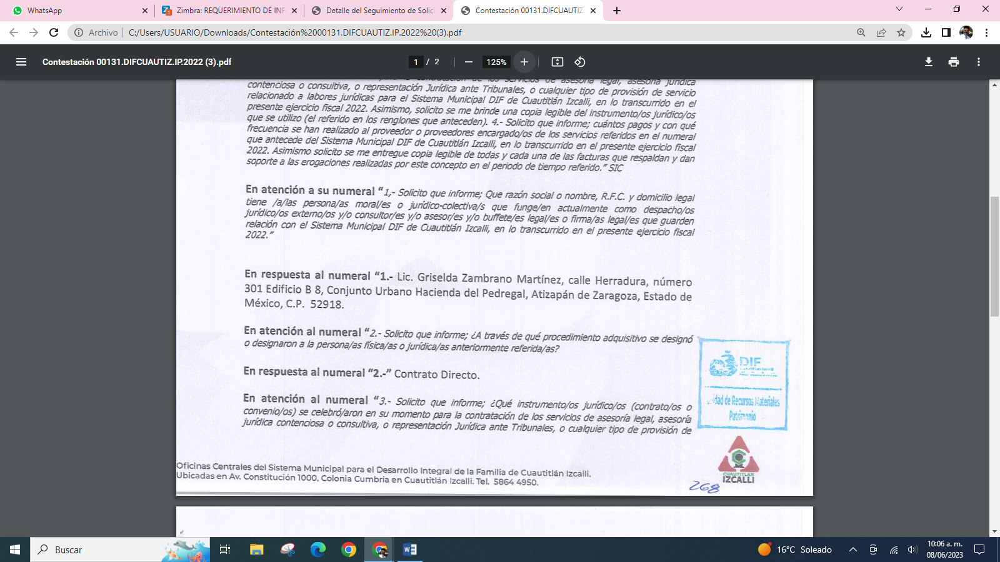 WhatsApp
Zimbra: REQUERIMIENTO DE INF
Detalle del Seguimiento de Solici
Contestación 00131.DIFCUAUTIZ.
Archivo
C:/Users/USUARIO/Downloads/Contestación%2000131.DIFCUAUTIZ.IP.2022%20(3).pdf
Contestación 00131.DIFCUAUTIZ.IP.2022 (3).pdf
1 / 2
125%
contratación de los servicios de asesoría legal, asesoría jurídica
contenciosa o consultiva, o representación Jurídica ante Tribunales, o cualquier tipo de provisión de servicio
relacionado a labores jurídicas para el Sistema Municipal DIF de Cuautitlán Izcalli, en lo transcurrido en el
presente ejercicio fiscal 2022. Asimismo, solicito se me brinde una copia legible del instrumento/os jurídico/os
que se utilizo (el referido en los renglones que anteceden). 4.- Solicito que informe; cuántos pagos y con qué
frecuencia se han realizado al proveedor o proveedores encargado/os de los servicios referidos en el numeral
que antecede del Sistema Municipal DIF de Cuautitlán Izcalli, en lo transcurrido en el presente ejercicio fiscal
2022. Asimismo solicito se me entregue copia legible de todas y cada una de las facturas que respaldan y dan
soporte a las erogaciones realizadas por este concepto en el periodo de tiempo referido.” SIC
En atención a su numeral “1,- Solicito que informe; Que razón social o nombre, R.F.C. y domicilio legal
tiene /a/las persona/as moral/es o jurídico-colectiva/s que funge/en actualmente como despacho/os
jurídico/os externo/os y/o consultor/es y/o asesor/es y/o buffete/es legal/es o firma/as legal/es que guarden
relación con el Sistema Municipal DIF de Cuautitlán Izcalli, en lo transcurrido en el presente ejercicio fiscal
2022.”
En respuesta al numeral “1.- Lic. Griselda Zambrano Martínez, calle Herradura, número
301 Edificio B 8, Conjunto Urbano Hacienda del Pedregal, Atizapán de Zaragoza, Estado de
México, C.P. 52918.
En atención al numeral “2.- Solicito que informe; ¿A través de qué procedimiento adquisitivo se designó
o designaron a la persona/as física/as o jurídica/as anteriormente referida/as?
En respuesta al numeral “2.-” Contrato Directo.
En atención al numeral “3.- Solicito que informe; ¿Qué instrumento/os jurídico/os (contrato/os o
convenio/os) se celebró/aron en su momento para la contratación de los servicios de asesoría legal, asesoría
jurídica contenciosa o consultiva, o representación Jurídica ante Tribunales, o cualquier tipo de provisión de
DIF
idad de Recursos Materiales
Patrimonio
CUAUTITLÁN
IZCALLI
Oficinas Centrales del Sistema Municipal para el Desarrollo Integral de la Familia de Cuautitlán Izcalli.
Ubicadas en Av. Constitución 1000, Colonia Cumbria en Cuautitlán Izcalli. Tel. 5864 4950.
268
Buscar
16°C Soleado
10:06 a. m.
08/06/2023